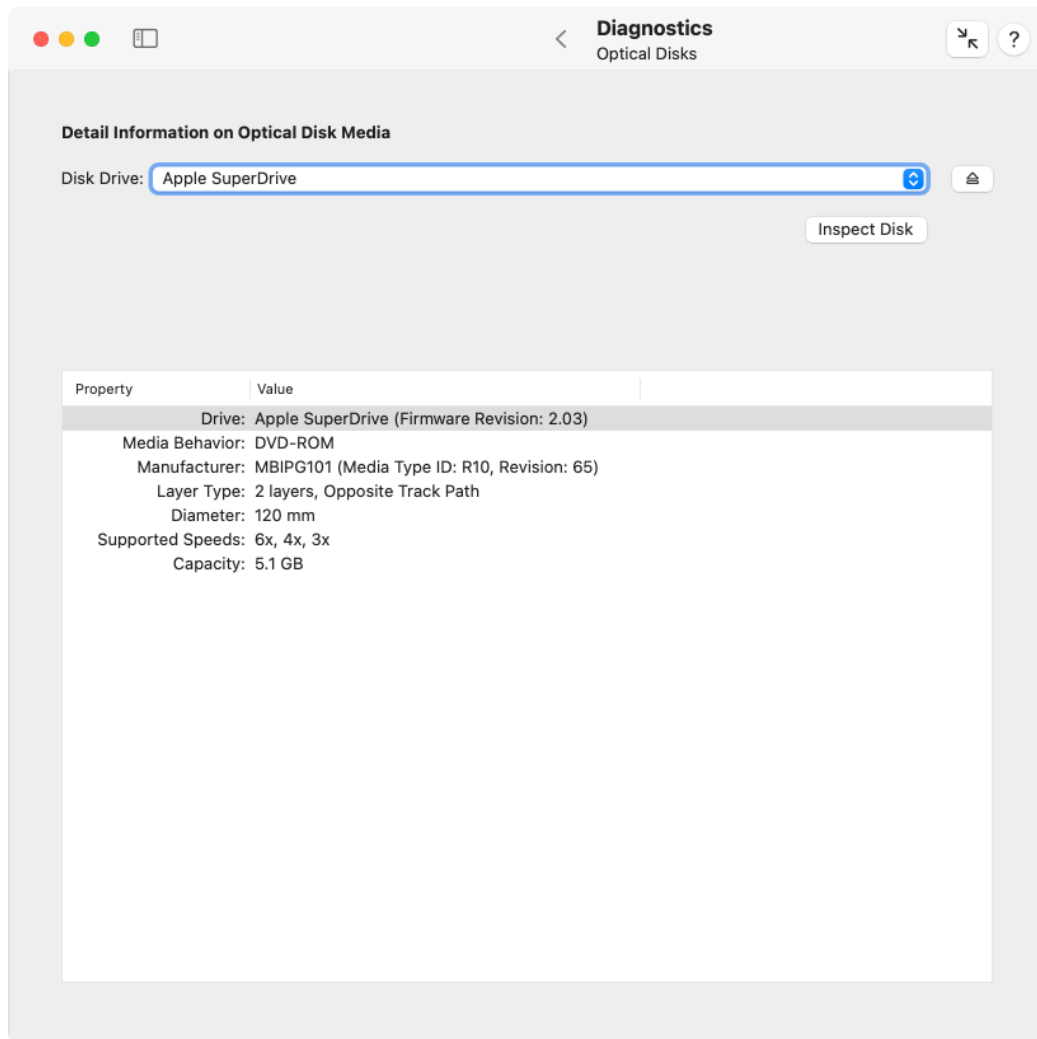 Diagnostics
Optical Disks
?
Detail Information on Optical Disk Media
Disk Drive: Apple SuperDrive
Inspect Disk
Property Value
Drive: Apple SuperDrive (Firmware Revision: 2.03)
Media Behavior: DVD-ROM
Manufacturer: MBIPG101 (Media Type ID: R10, Revision: 65)
Layer Type: 2 layers, Opposite Track Path
Diameter: 120 mm
Supported Speeds: 6x, 4x, 3x
Capacity: 5.1 GB